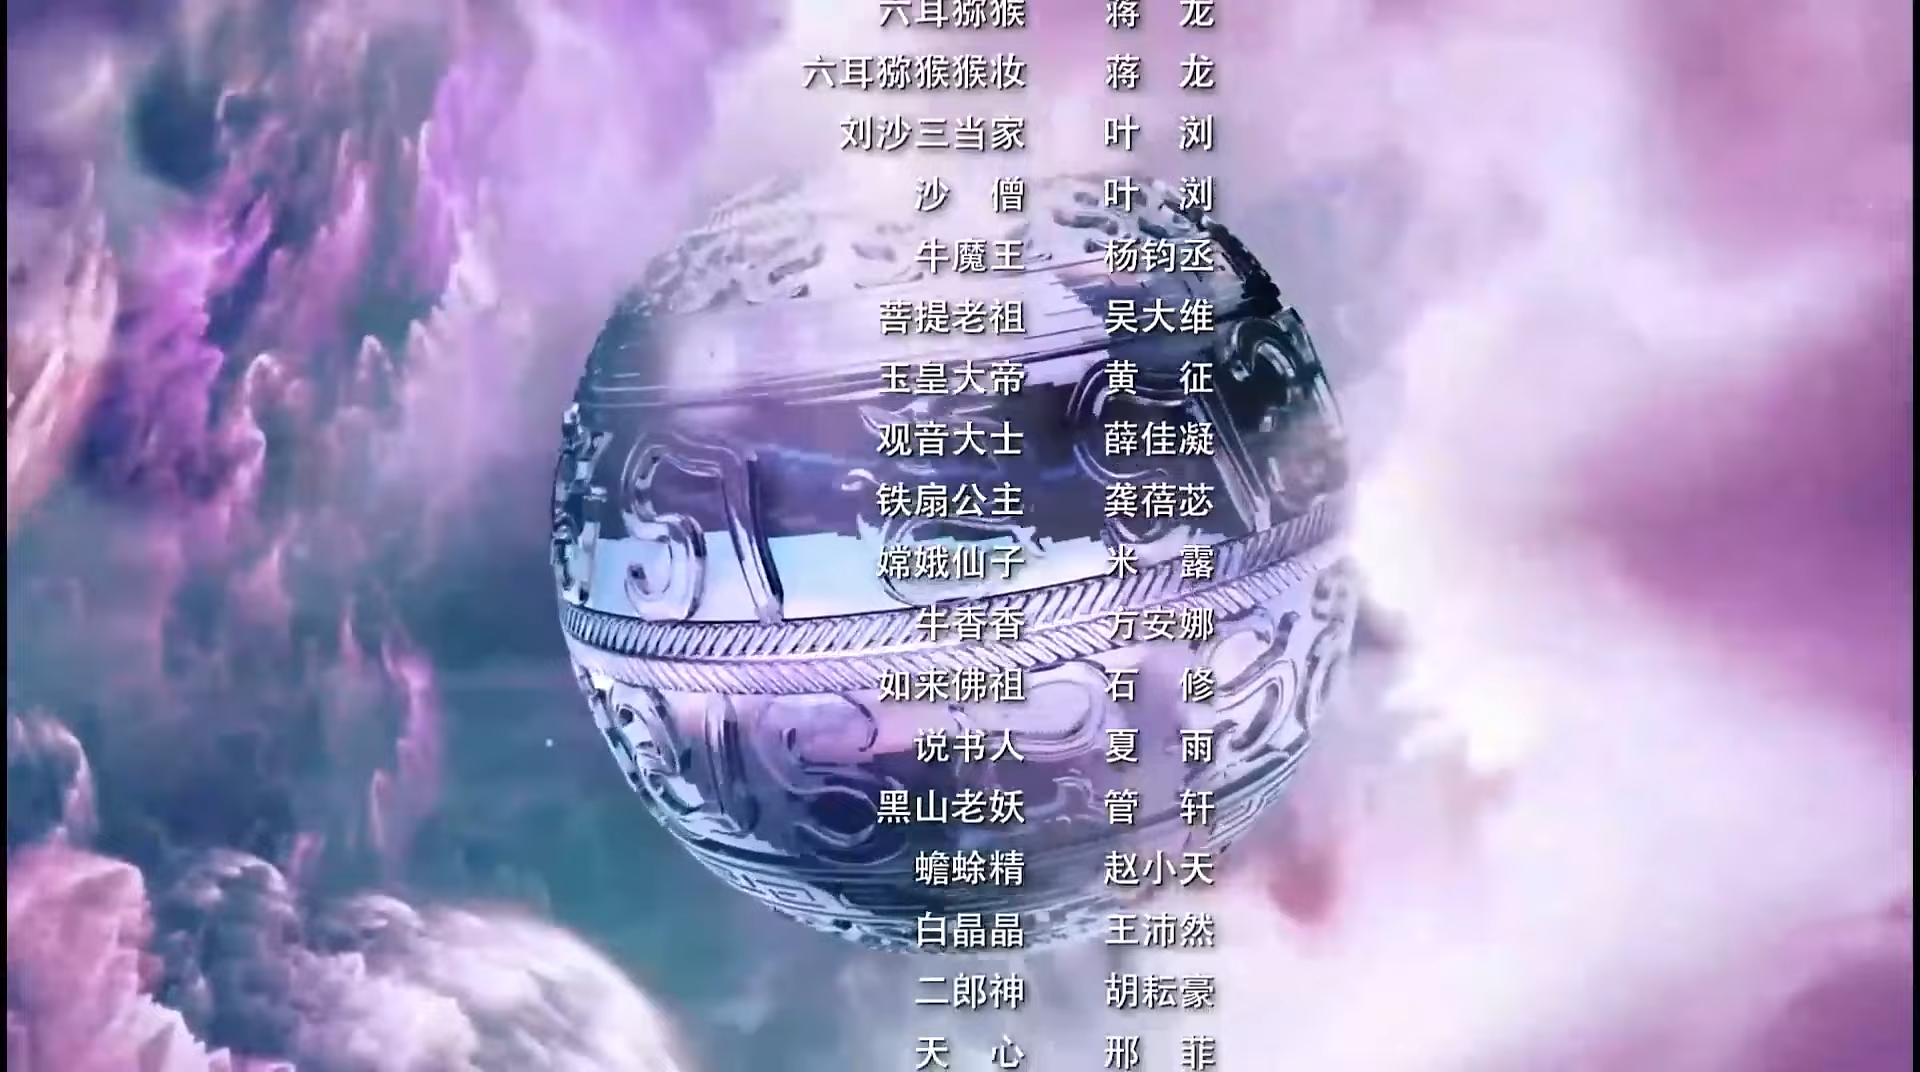 六耳猕猴 蒋 龙
六耳猕猴猴妆 蒋 龙
刘沙三当家 叶 浏
沙 僧 叶 浏
牛魔王 杨钧丞
菩提老祖 吴大维
玉皇大帝 黄 征
观音大士 薛佳凝
铁扇公主 龚蓓苾
嫦娥仙子 米 露
牛香香 方安娜
如来佛祖 石 修
说书人 夏 雨
黑山老妖 管 轩
蟾蜍精 赵小天
白晶晶 王沛然
二郎神 胡耘豪
天 心 邢 菲